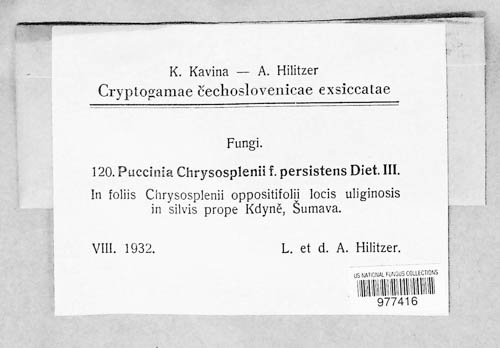 K. Kavina — A. Hilitzer
Cryptogamae čechoslovenicae exsiccatae
Fungi.
120. Puccinia Chrysosplenii f. persistens Diet. III.
In foliis Chrysosplenii oppositifolii locis uliginosis
in silvis prope Kdyně, Šumava.
VIII. 1932. L. et d. A. Hilitzer.
US NATIONAL FUNGUS COLLECTIONS
977416